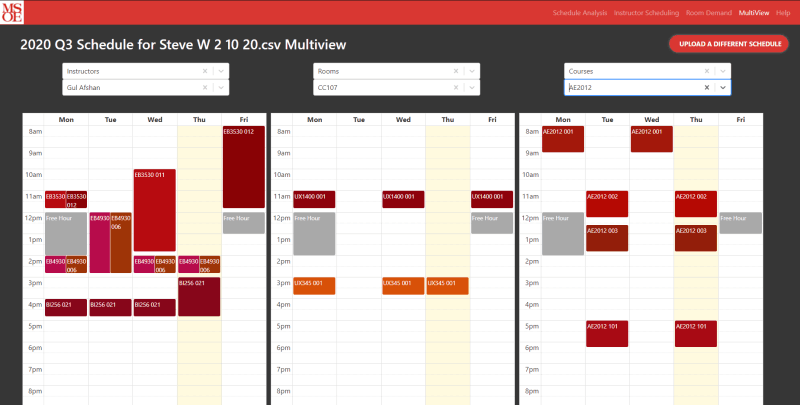 MS
OE
Schedule Analysis Instructor Scheduling Room Demand MultiView Help
2020 Q3 Schedule for Steve W 2 10 20.csv Multiview
UPLOAD A DIFFERENT SCHEDULE
Instructors
Gul Afshan
Rooms
CC107
Courses
AE2012
Mon Tue Wed Thu Fri
8am
9am
10am
11am
12pm
1pm
2pm
3pm
4pm
5pm
6pm
7pm
8pm
EB3530 012
EB3530 011
EB3530
EB3530
012
Free Hour
EB4930
EB4930
006
Free Hour
EB4930
EB4930
006
EB4930
EB4930
006
EB4930
EB4930
006
BI256 021
BI256 021
BI256 021
BI256 021
Mon Tue Wed Thu Fri
8am
9am
10am
11am
12pm
1pm
2pm
3pm
4pm
5pm
6pm
7pm
8pm
UX1400 001
UX1400 001
UX1400 001
Free Hour
Free Hour
UX345 001
UX345 001
UX345 001
Mon Tue Wed Thu Fri
8am
9am
10am
11am
12pm
1pm
2pm
3pm
4pm
5pm
6pm
7pm
8pm
AE2012 001
AE2012 001
AE2012 002
AE2012 002
Free Hour
Free Hour
AE2012 003
AE2012 003
AE2012 101
AE2012 101